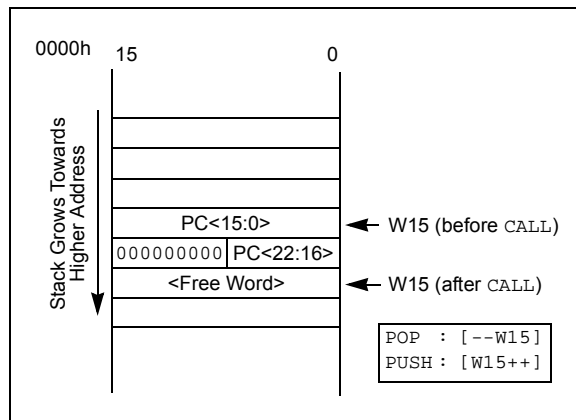 0000h
15 0
Stack Grows Towards
Higher Address
PC<15:0>
W15 (before CALL)
000000000 PC<22:16>
<Free Word>
W15 (after CALL)
POP : [--W15]
PUSH : [W15++]